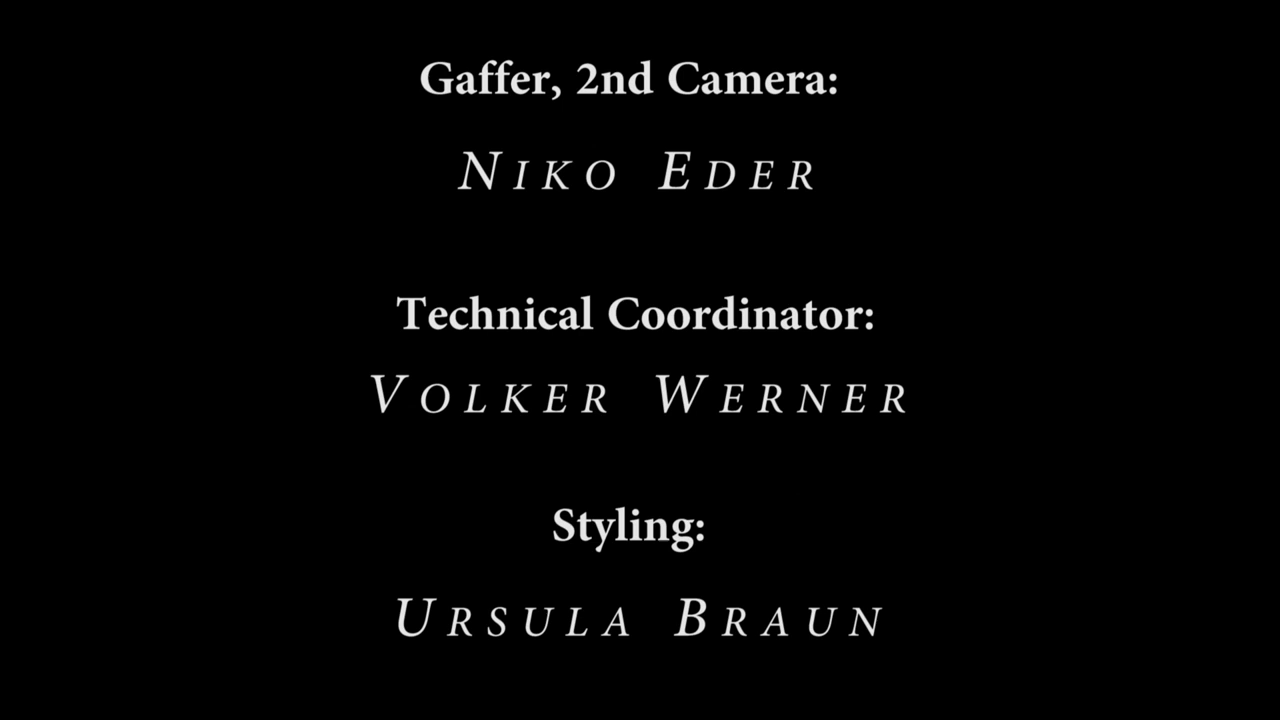 Gaffer, 2nd Camera:
NIKO EDER
Technical Coordinator:
VOLKER WERNER
Styling:
URSULA BRAUN